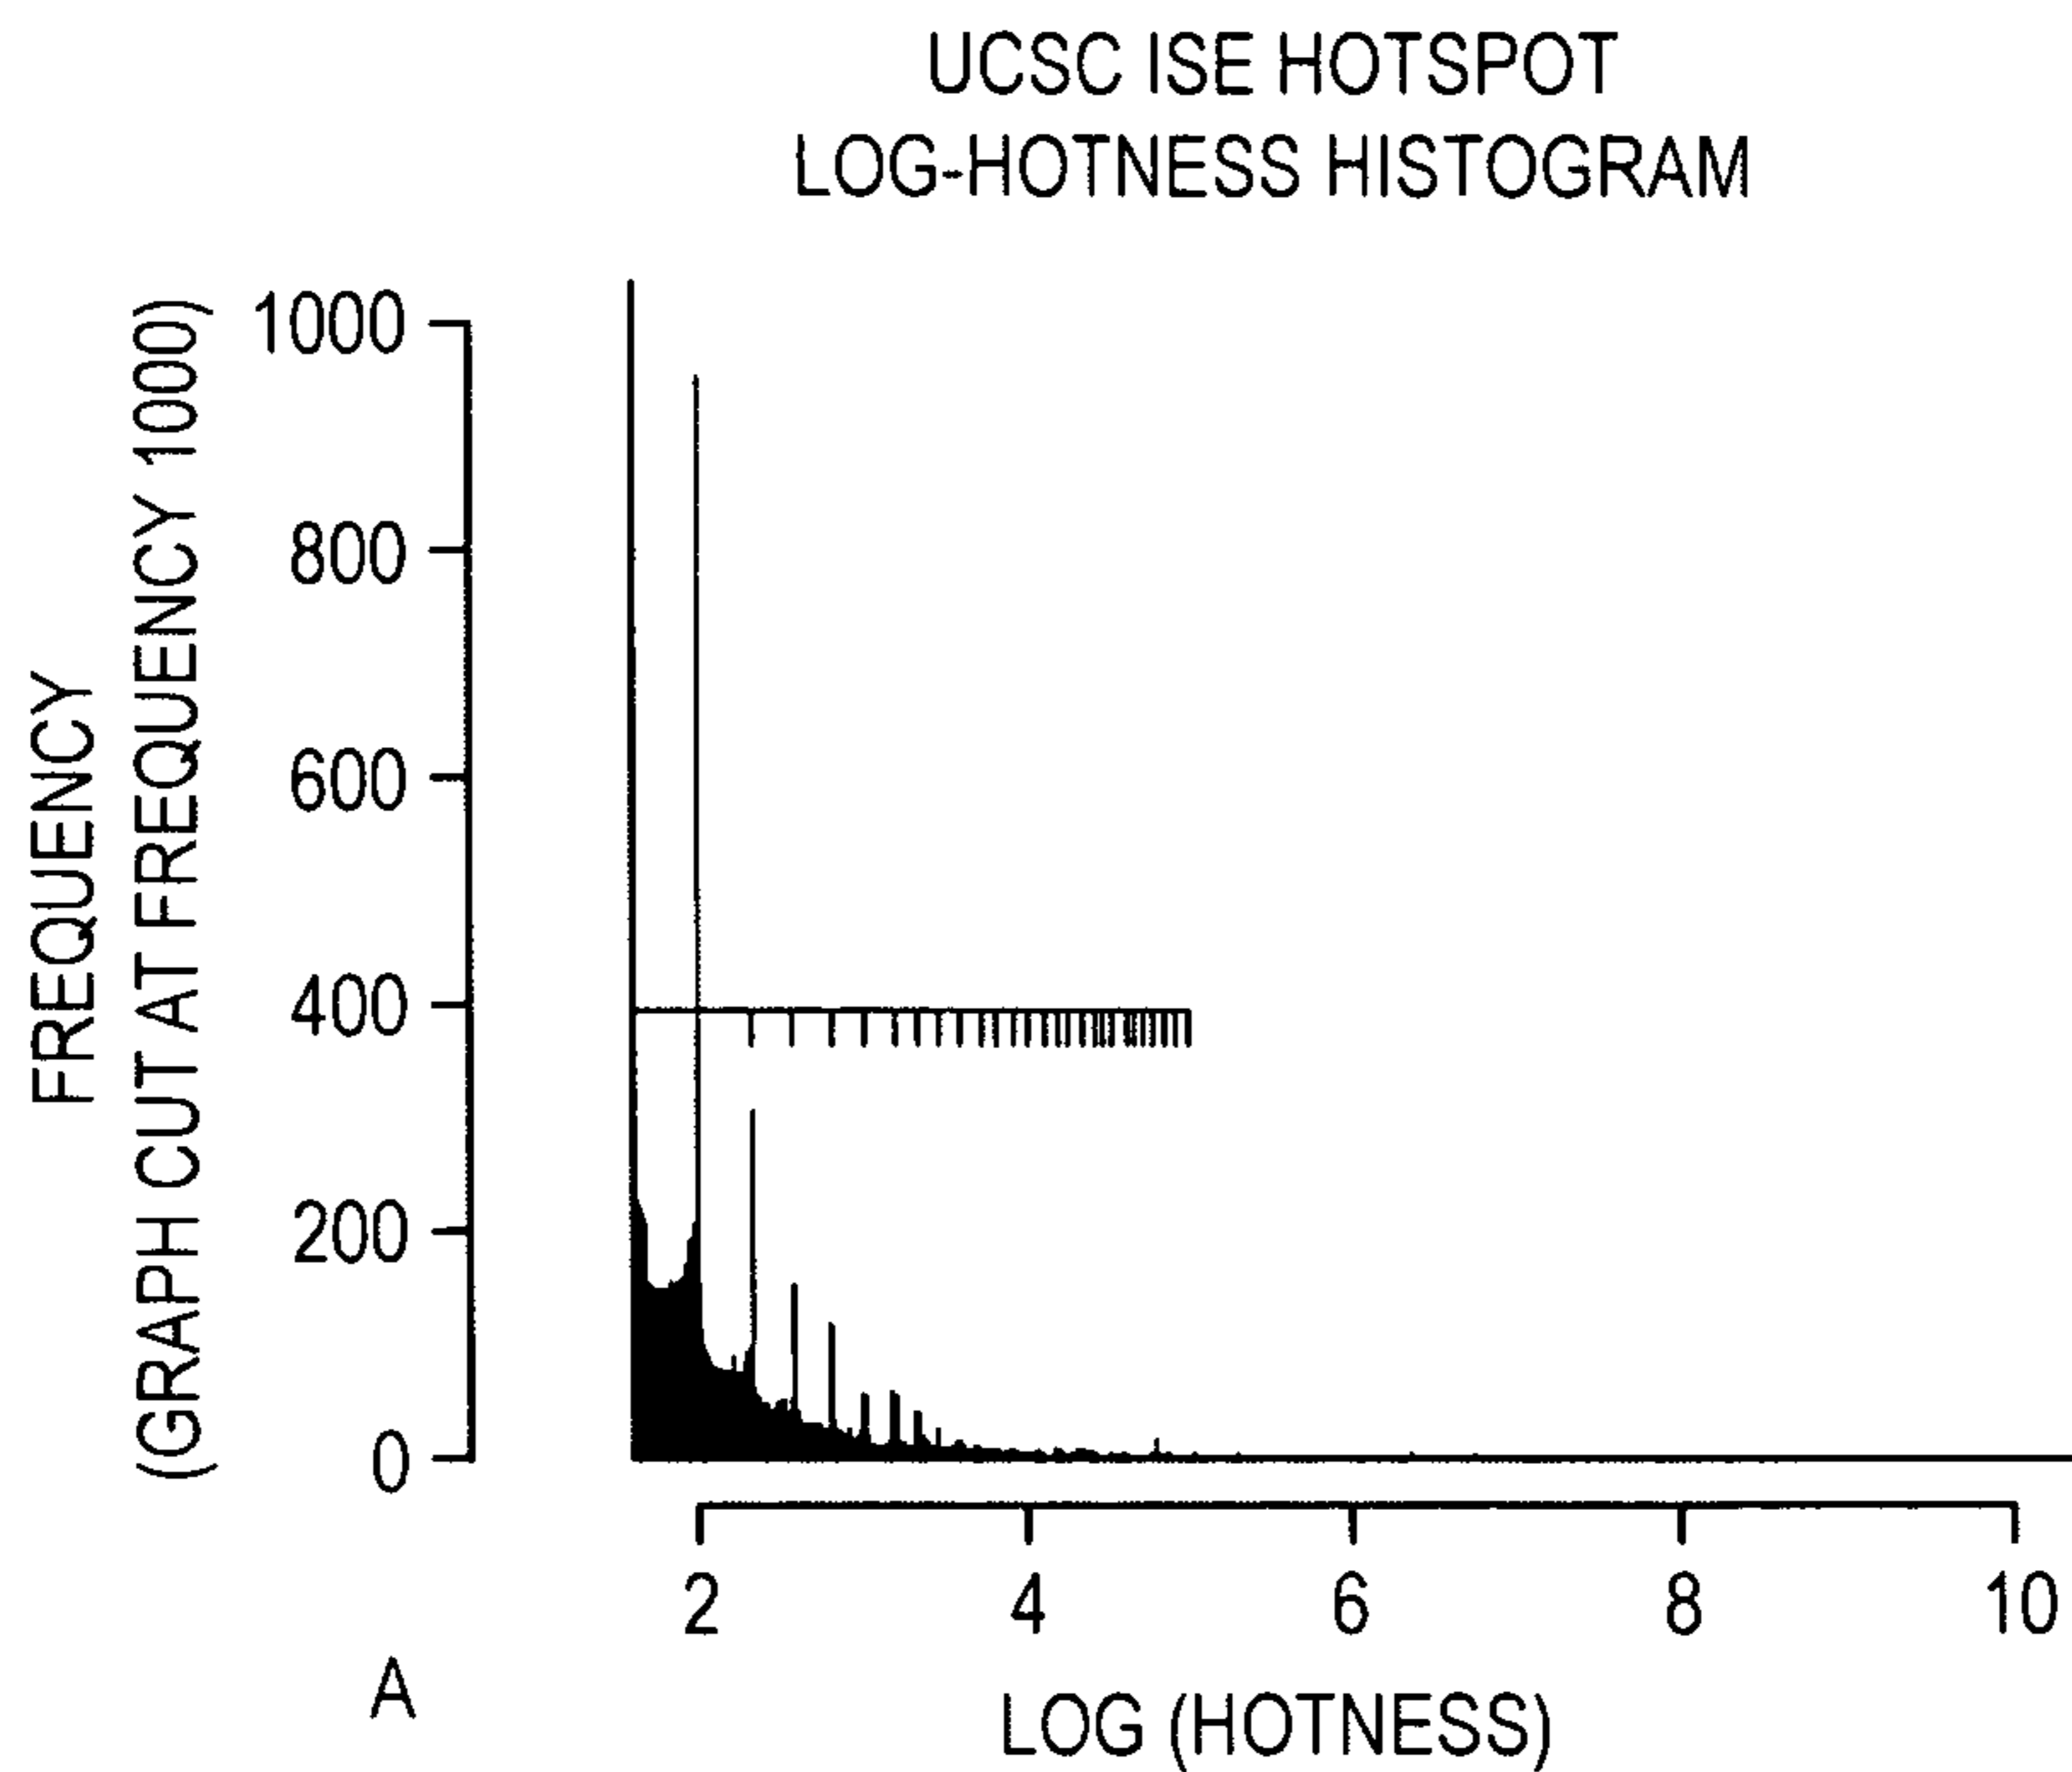 UCSC ISE HOTSPOT
LOG-HOTNESS HISTOGRAM
FREQUENCY
(GRAPH CUT AT FREQUENCY 1000)
1000
800
600
400
200
0
2 4 6 8 10
A
LOG (HOTNESS)